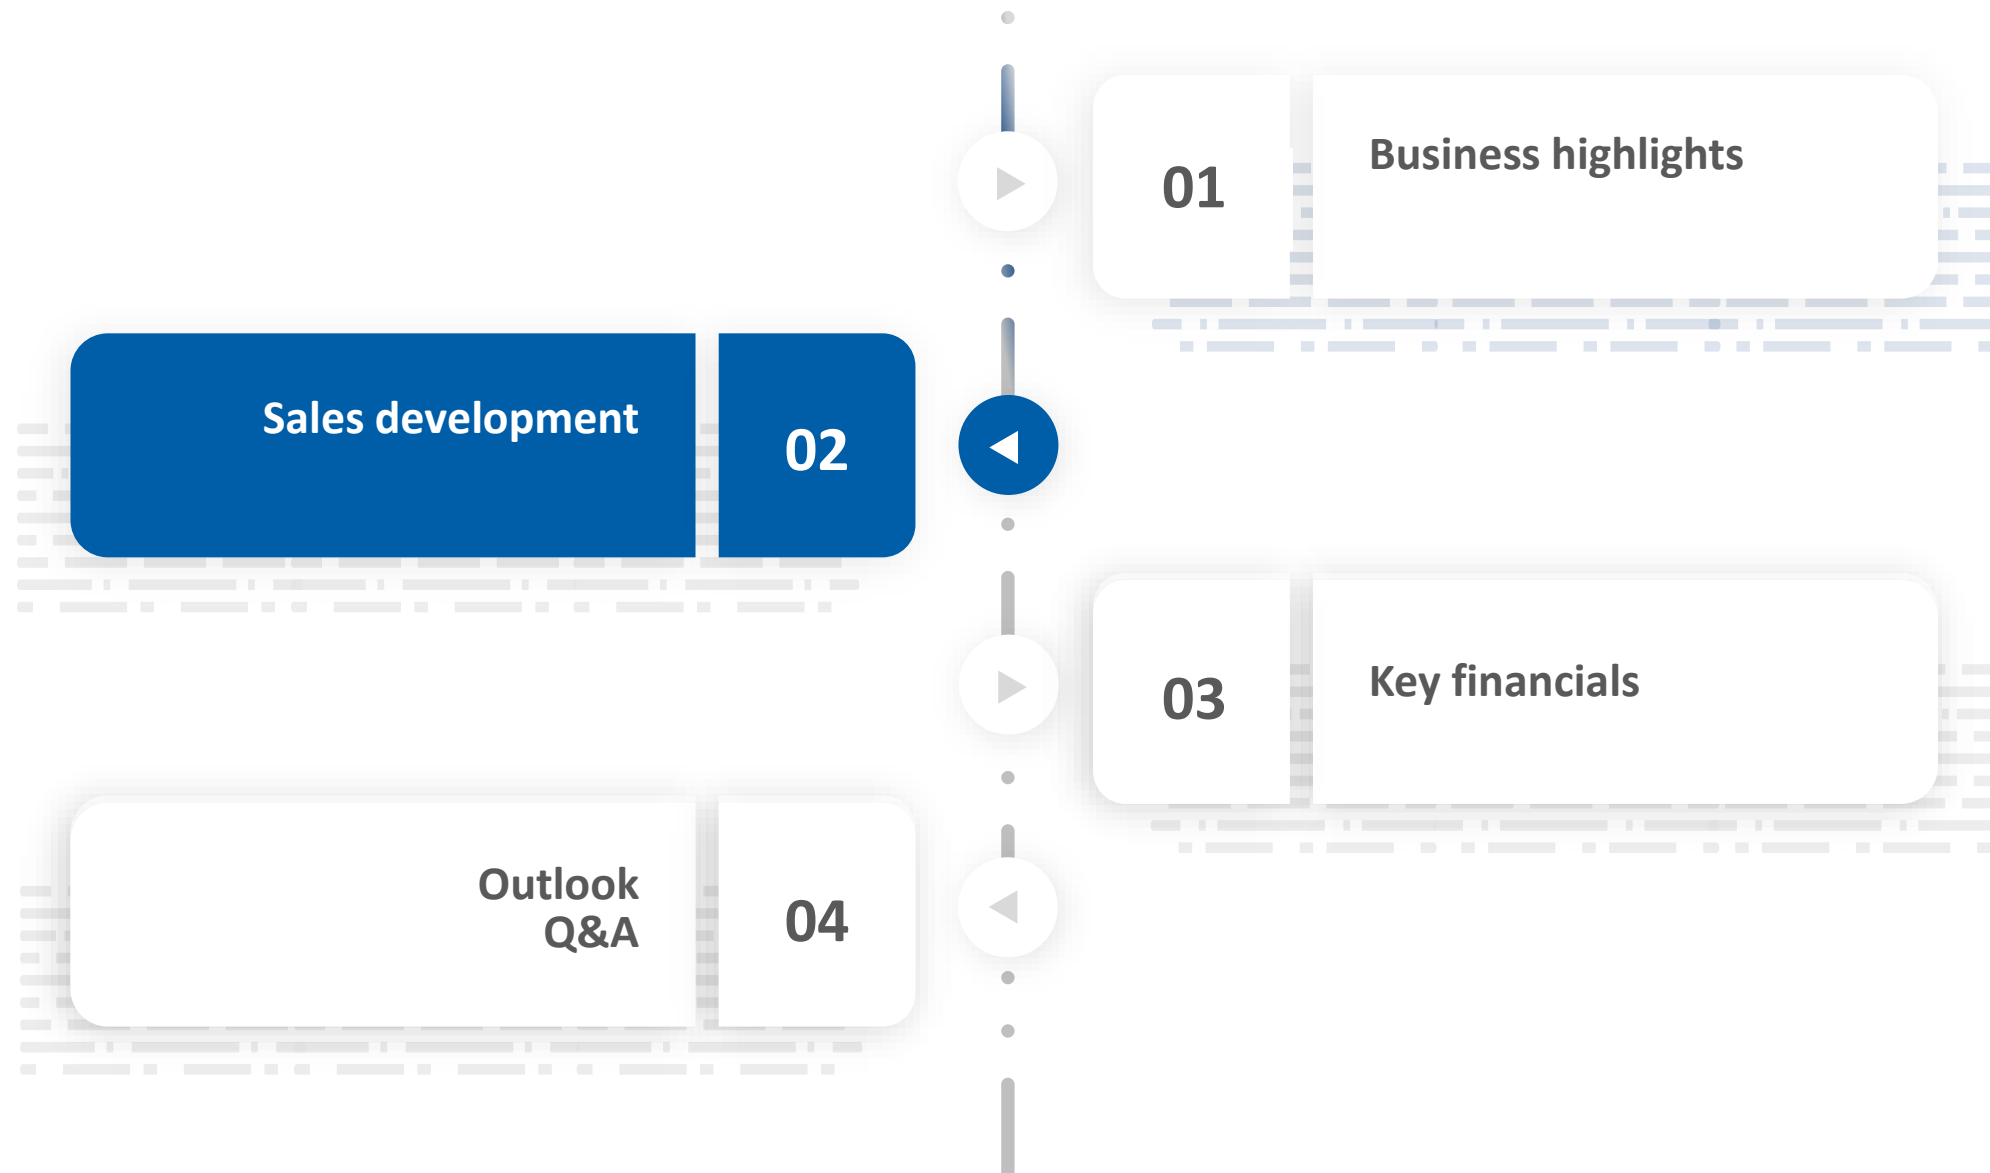 01
Business highlights
Sales development
02
03
Key financials
Outlook
Q&A
04